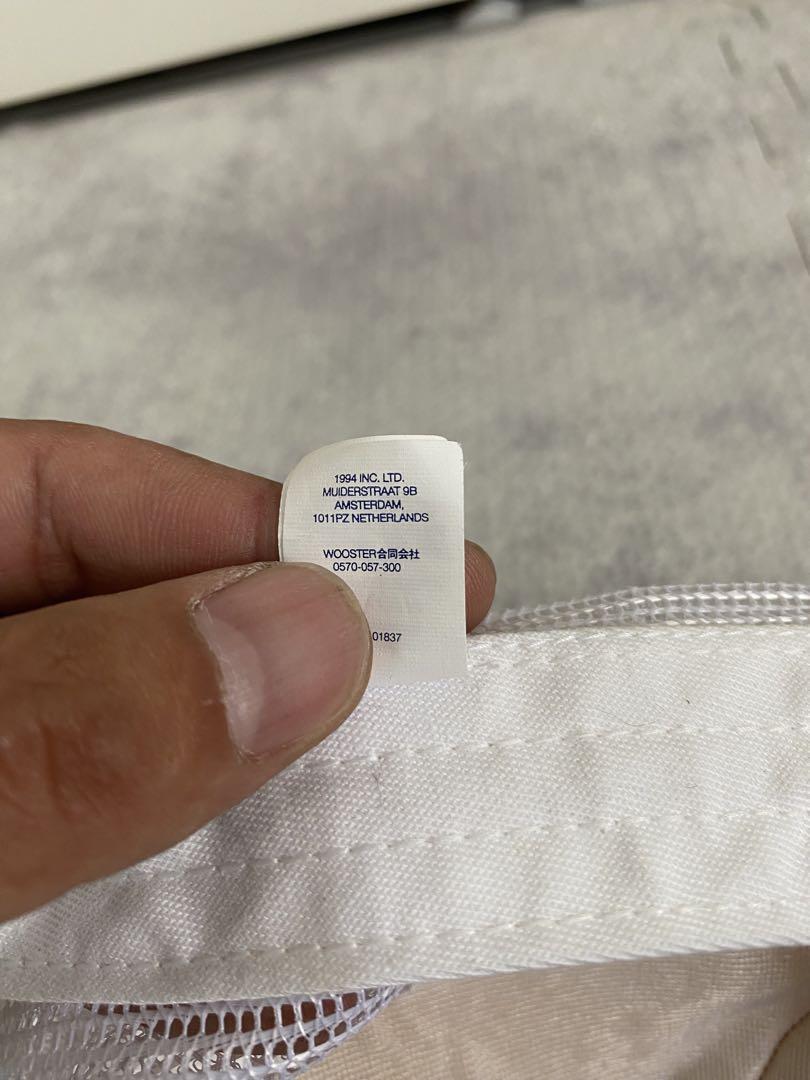 1994 INC. LTD.
MUIDERSTRAAT 9B
AMSTERDAM,
1011PZ NETHERLANDS
WOOSTER合同会社
0570-057-300
01837